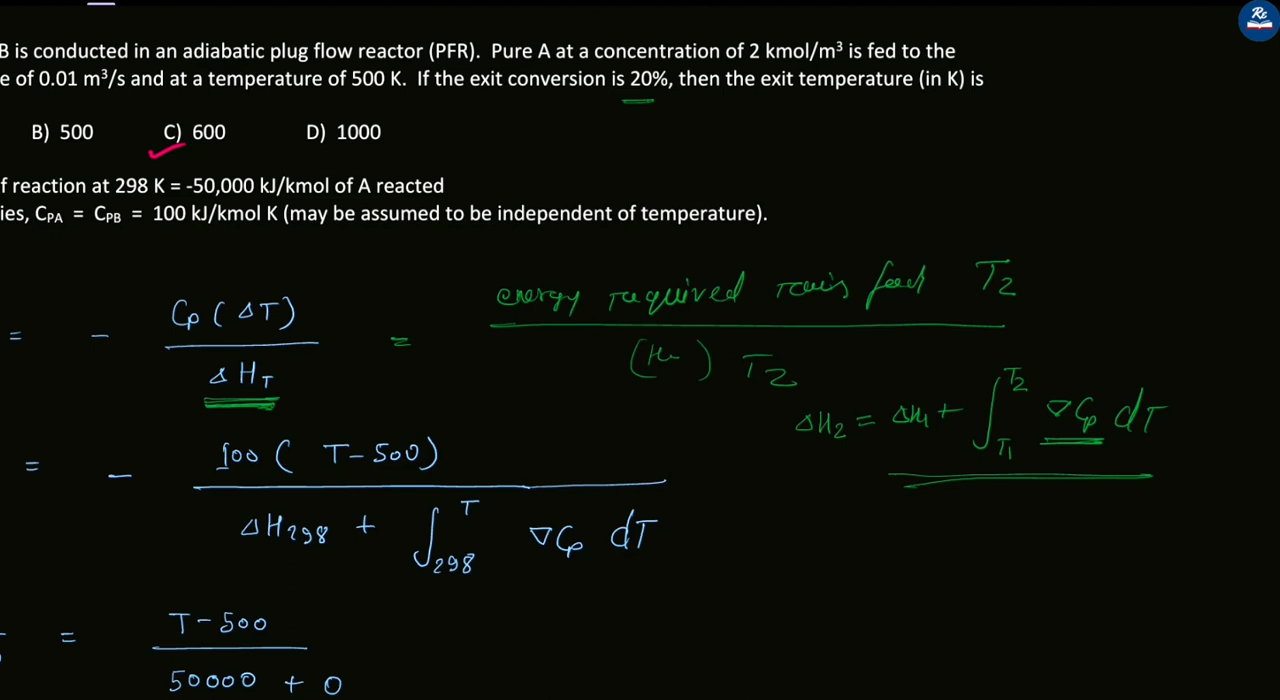 Re
B is conducted in an adiabatic plug flow reactor (PFR). Pure A at a concentration of 2 kmol/m³ is fed to the
e of 0.01 m³/s and at a temperature of 500 K. If the exit conversion is 20%, then the exit temperature (in K) is
B) 500 C) 600 D) 1000
f reaction at 298 K = -50,000 kJ/kmol of A reacted
ies, CPA = CPB = 100 kJ/kmol K (may be assumed to be independent of temperature).
energy required feed T2
= - Cp (ΔT) / ΔHT = T2
ΔH2 = ΔH1 + ∫T1^T2 ∇Cp dT
= - 100 (T-500) / ΔH298 + ∫298^T ∇Cp dT
= T-500 / 50000 + 0